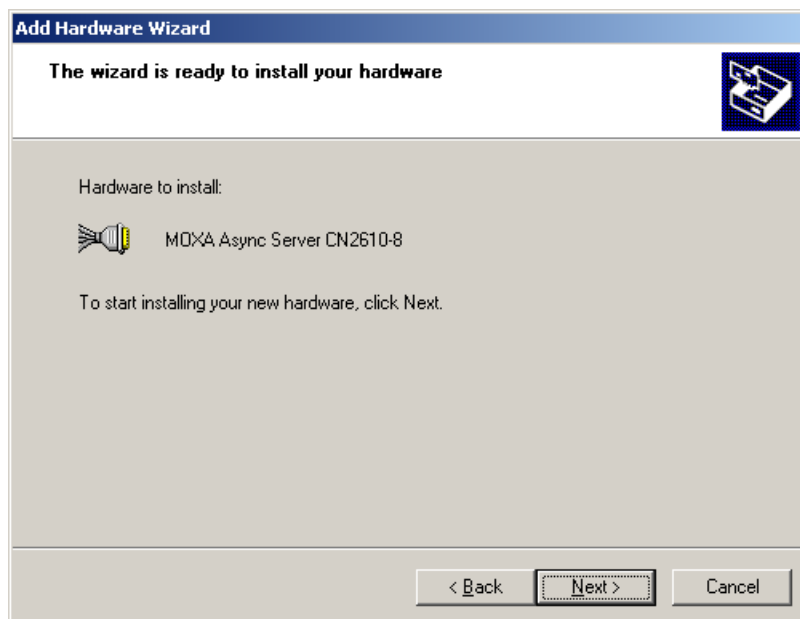 Add Hardware Wizard
The wizard is ready to install your hardware
Hardware to install:
MOXA Async Server CN2610-8
To start installing your new hardware, click Next.
< Back Next > Cancel